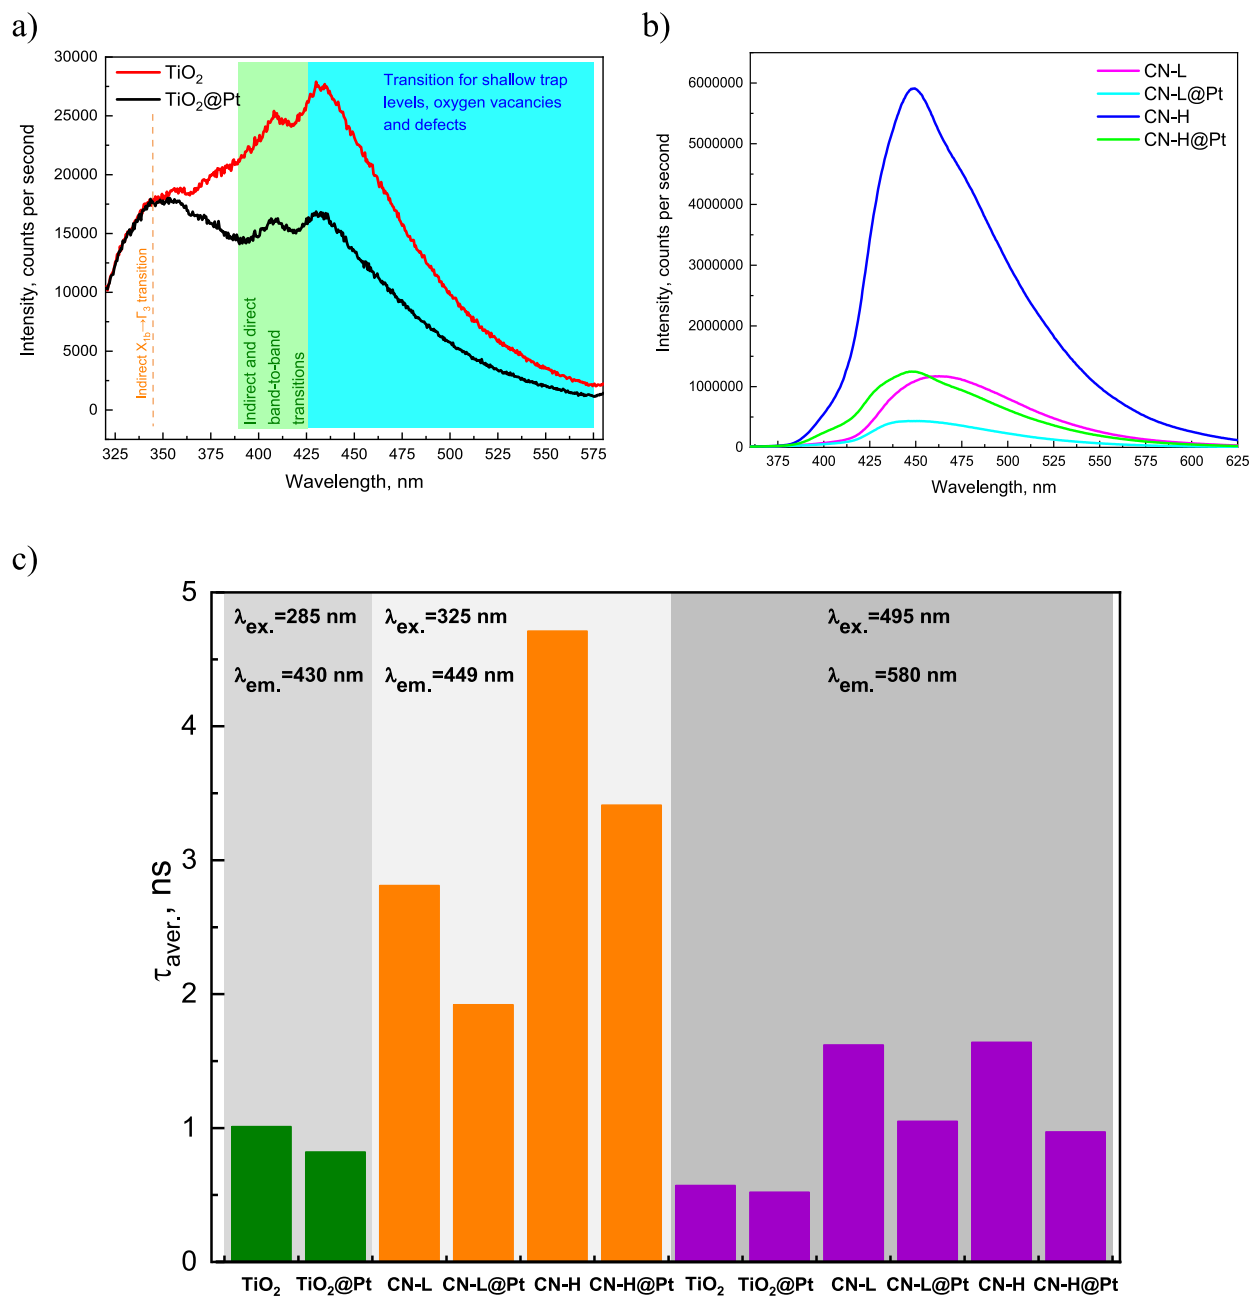 a)
30000
25000
20000
15000
10000
5000
0
Intensity, counts per second
TiO2
TiO2@Pt
Transition for shallow trap
levels, oxygen vacancies
and defects
Indirect X1b→Γ3 transition
Indirect and direct
band-to-band
transitions
325 350 375 400 425 450 475 500 525 550 575
Wavelength, nm
b)
6000000
5000000
4000000
3000000
2000000
1000000
0
Intensity, counts per second
CN-L
CN-L@Pt
CN-H
CN-H@Pt
375 400 425 450 475 500 525 550 575 600 625
Wavelength, nm
c)
5
4
3
2
1
0
τaver., ns
λex.=285 nm
λem.=430 nm
λex.=325 nm
λem.=449 nm
λex.=495 nm
λem.=580 nm
TiO2 TiO2@Pt CN-L CN-L@Pt CN-H CN-H@Pt TiO2 TiO2@Pt CN-L CN-L@Pt CN-H CN-H@Pt